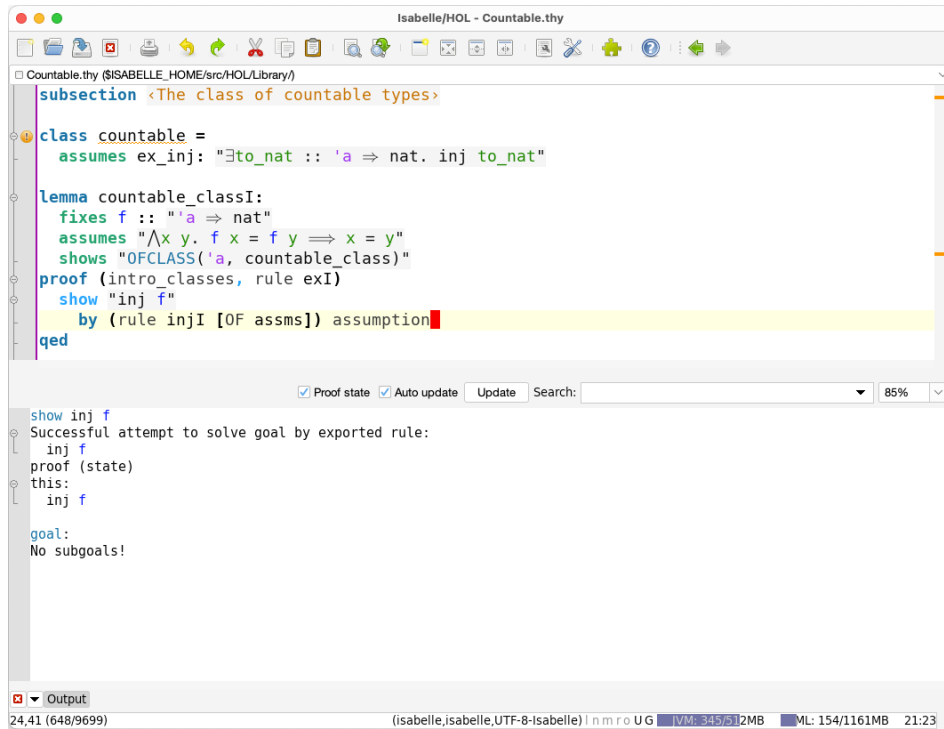 Isabelle/HOL - Countable.thy
Countable.thy ($ISABELLE_HOME/src/HOL/Library/)
subsection ‹The class of countable types›
class countable =
assumes ex_inj: "∃to_nat :: 'a ⇒ nat. inj to_nat"
lemma countable_classI:
fixes f :: "'a ⇒ nat"
assumes "⋀x y. f x = f y ⟹ x = y"
shows "OFCLASS('a, countable_class)"
proof (intro_classes, rule exI)
show "inj f"
by (rule injI [OF assms]) assumption
qed
Proof state Auto update Update Search: 85%
show inj f
Successful attempt to solve goal by exported rule:
inj f
proof (state)
this:
inj f
goal:
No subgoals!
Output
24,41 (648/9699) (isabelle,isabelle,UTF-8-Isabelle) l n m r o U G JVM: 345/512MB ML: 154/1161MB 21:23